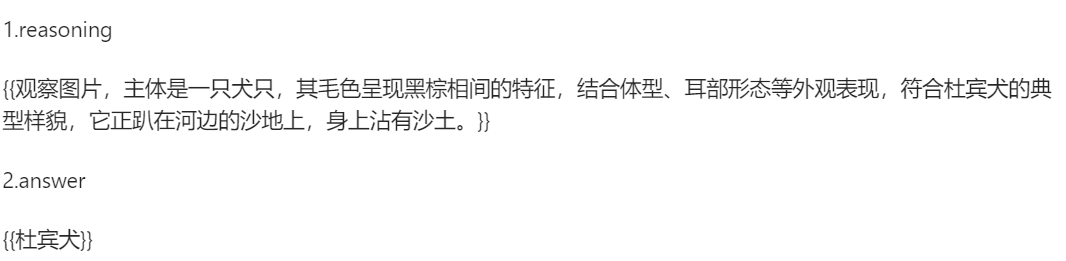 1.reasoning
{{观察图片，主体是一只犬只，其毛色呈现黑棕相间的特征，结合体型、耳部形态等外观表现，符合杜宾犬的典
型样貌，它正趴在河边的沙地上，身上沾有沙土。}}
2.answer
{{杜宾犬}}